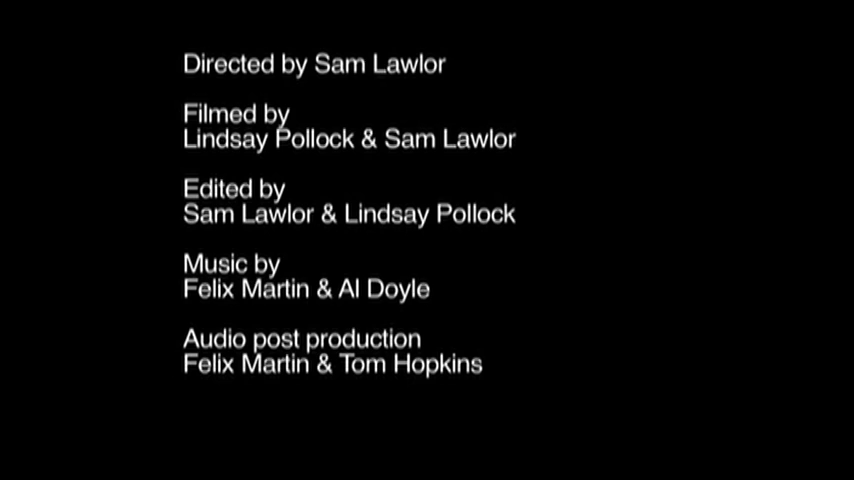 Directed by Sam Lawlor
Filmed by
Lindsay Pollock & Sam Lawlor
Edited by
Sam Lawlor & Lindsay Pollock
Music by
Felix Martin & Al Doyle
Audio post production
Felix Martin & Tom Hopkins